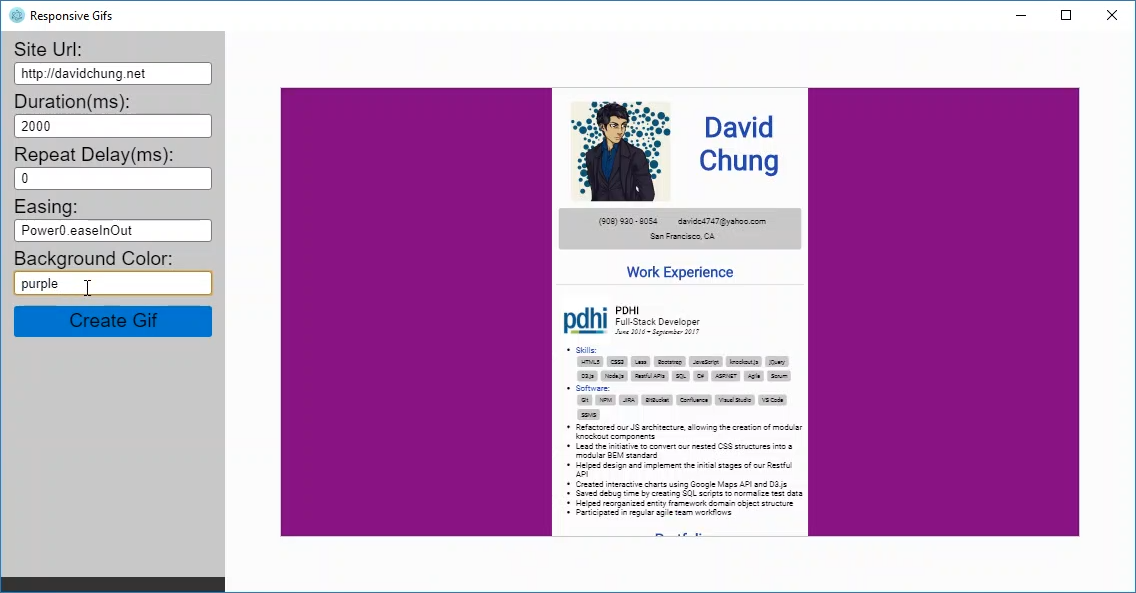 Responsive Gifs
Site Url:
http://davidchung.net
Duration(ms):
2000
Repeat Delay(ms):
0
Easing:
Power0.easeInOut
Background Color:
purple
Create Gif
David
Chung
(908) 930 - 8054 davidc4747@yahoo.com
San Francisco, CA
Work Experience
pdhi
PDHI
Full-Stack Developer
June 2016 - September 2017
Skills:
HTML5 CSS3 Less Bootstrap JavaScript knockout.js jQuery
D3.js Node.js Restful APIs SQL C# ASP.NET Agile Scrum
Software:
Git NPM JIRA BitBucket Confluence Visual Studio VS Code
SSMS
Refactored our JS architecture, allowing the creation of modular
knockout components
Lead the initiative to convert our nested CSS structures into a
modular BEM standard
Helped design and implement the initial stages of our Restful
API
Created interactive charts using Google Maps API and D3.js
Saved debug time by creating SQL scripts to normalize test data
Helped reorganized entity framework domain object structure
Participated in regular agile team workflows